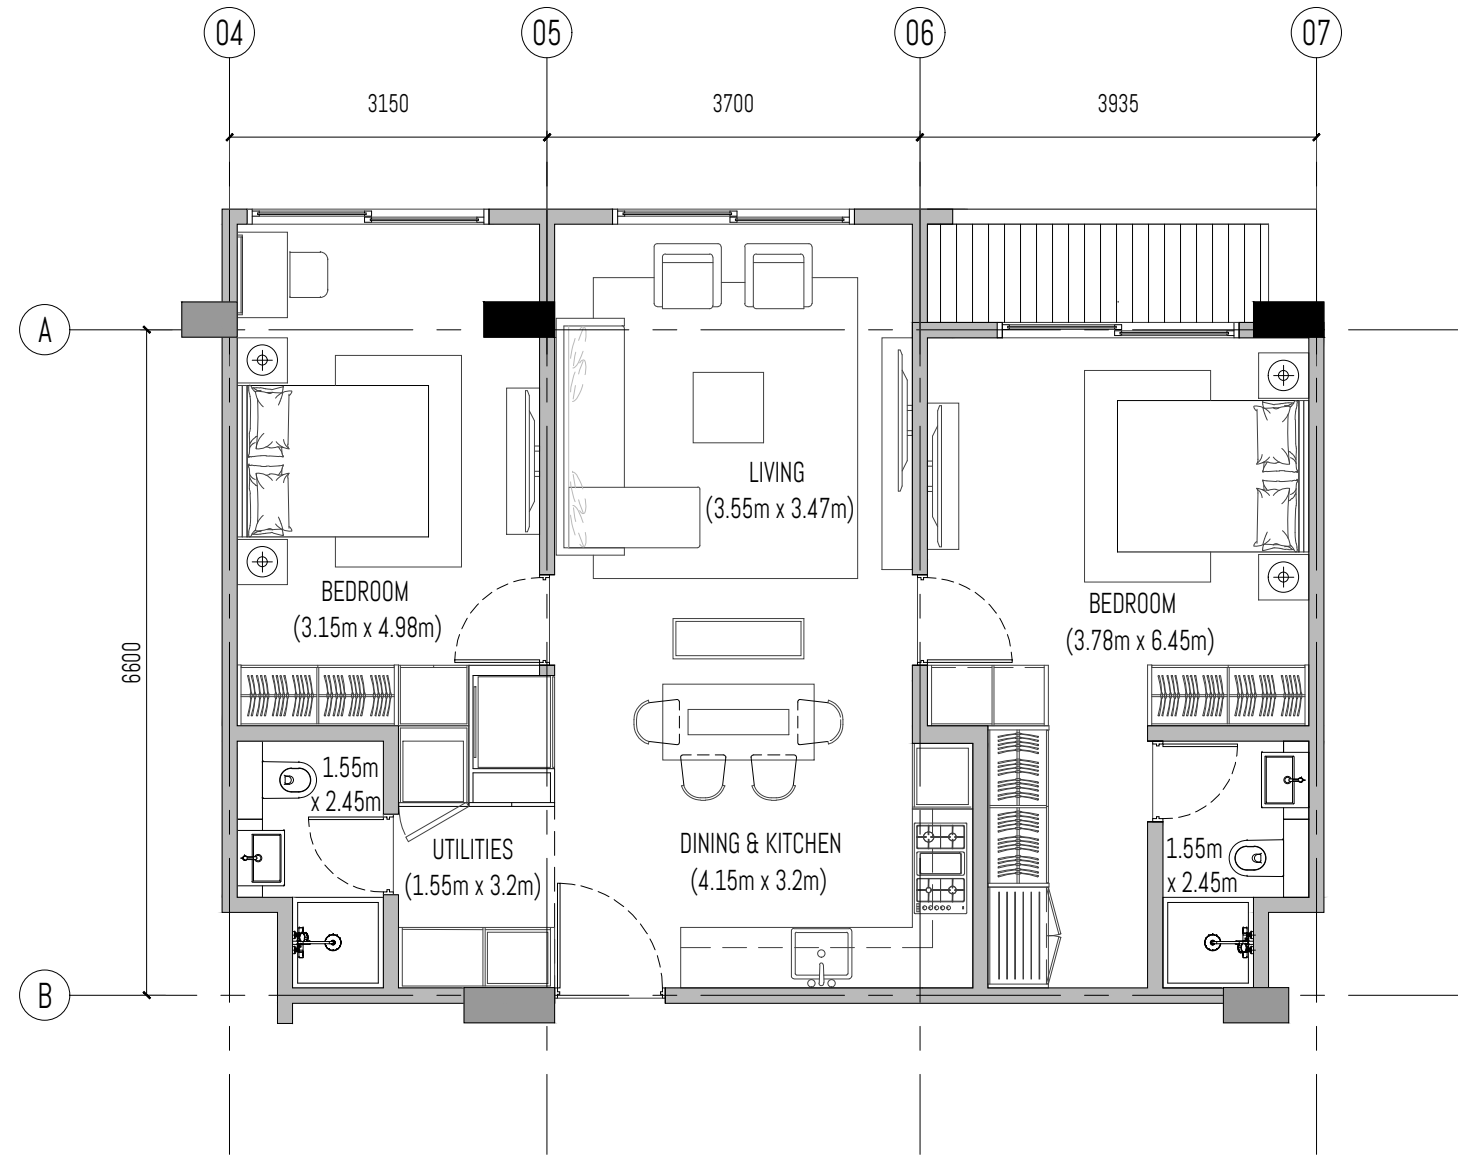 04 05 06 07
3150 3700 3935
A
LIVING
(3.55m x 3.47m)
BEDROOM
(3.15m x 4.98m)
BEDROOM
(3.78m x 6.45m)
6600
1.55m
x 2.45m
UTILITIES
(1.55m x 3.2m)
DINING & KITCHEN
(4.15m x 3.2m)
1.55m
x 2.45m
B